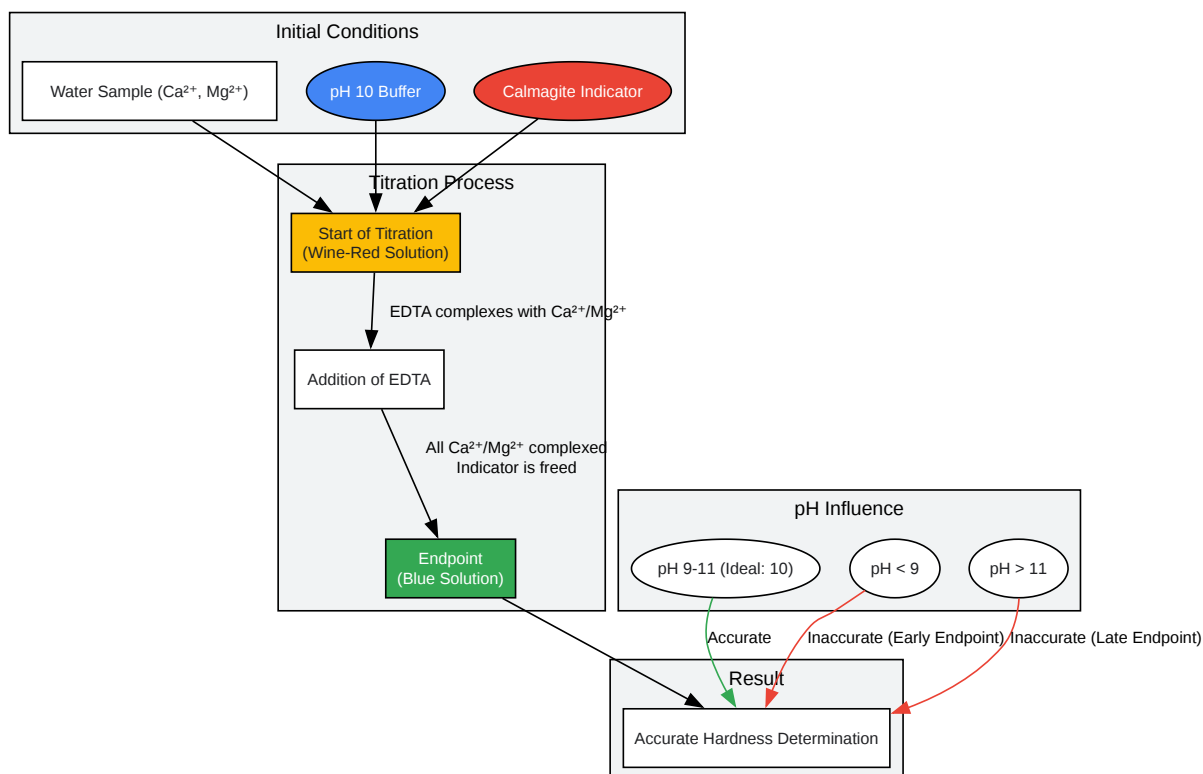 Initial Conditions
Water Sample (Ca²⁺, Mg²⁺)
pH 10 Buffer
Calmagite Indicator
Titration Process
Start of Titration
(Wine-Red Solution)
EDTA complexes with Ca²⁺/Mg²⁺
Addition of EDTA
All Ca²⁺/Mg²⁺ complexed
Indicator is freed
Endpoint
(Blue Solution)
pH Influence
pH 9-11 (Ideal: 10)
pH < 9
pH > 11
Accurate
Inaccurate (Early Endpoint)
Inaccurate (Late Endpoint)
Result
Accurate Hardness Determination